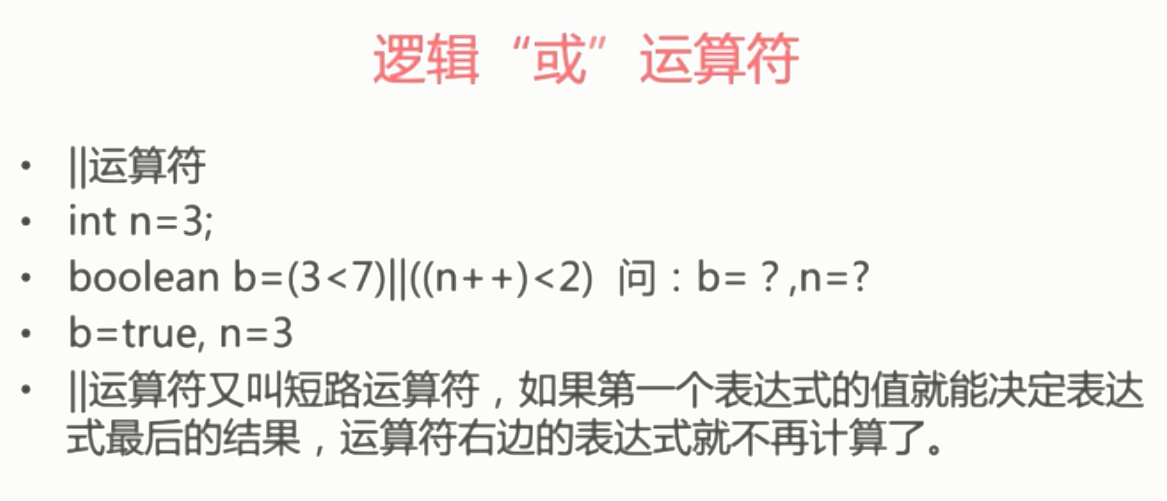 逻辑“或”运算符
• ||运算符
• int n=3;
• boolean b=(3<7)||((n++)<2) 问：b=？,n=?
• b=true, n=3
• ||运算符又叫短路运算符，如果第一个表达式的值就能决定表达
式最后的结果，运算符右边的表达式就不再计算了。